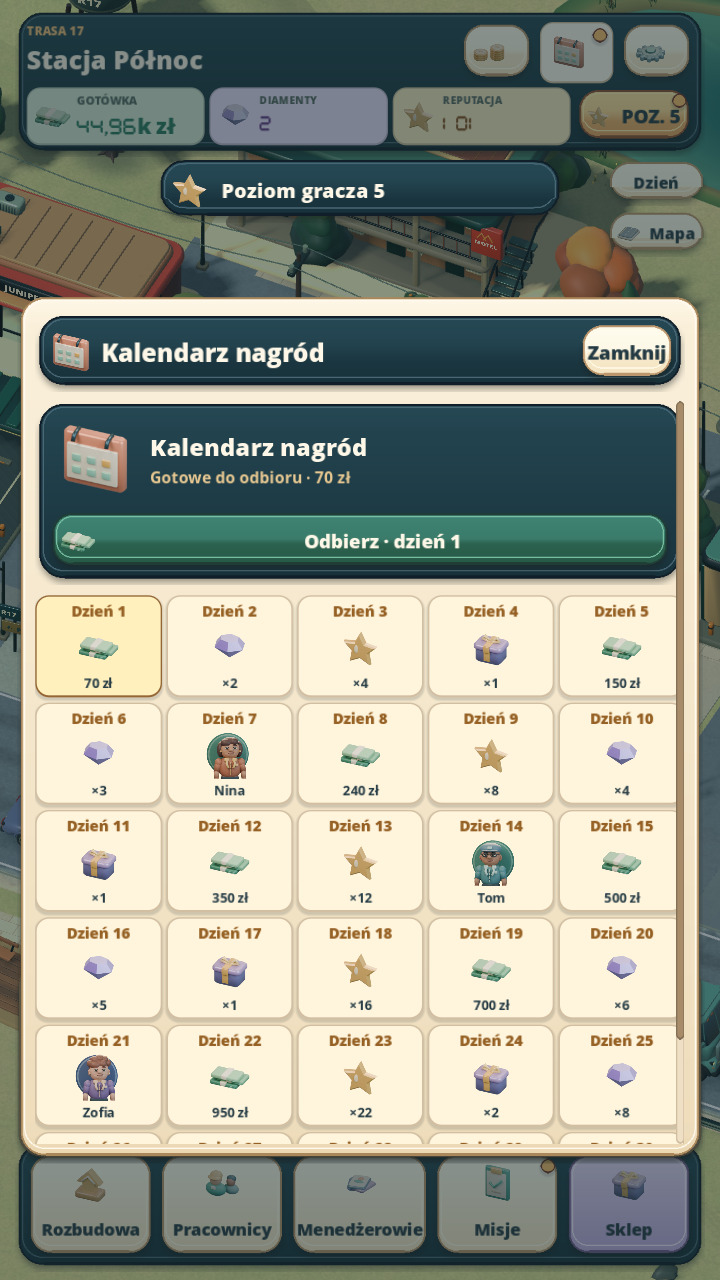 TRASA 17
Stacja Północ
GOTÓWKA
44,96k zł
DIAMENTY
2
REPUTACJA
POZ. 5
Poziom gracza 5
Dzień
Mapa
MOTEL
Kalendarz nagród
Zamknij
Kalendarz nagród
Gotowe do odbioru · 70 zł
Odbierz · dzień 1
Dzień 1
70 zł
Dzień 2
×2
Dzień 3
×4
Dzień 4
×1
Dzień 5
150 zł
Dzień 6
×3
Dzień 7
Nina
Dzień 8
240 zł
Dzień 9
×8
Dzień 10
×4
Dzień 11
×1
Dzień 12
350 zł
Dzień 13
×12
Dzień 14
Tom
Dzień 15
500 zł
Dzień 16
×5
Dzień 17
×1
Dzień 18
×16
Dzień 19
700 zł
Dzień 20
×6
Dzień 21
Zofia
Dzień 22
950 zł
Dzień 23
×22
Dzień 24
×2
Dzień 25
×8
R17
Rozbudowa
Pracownicy
Menedżerowie
Misje
Sklep